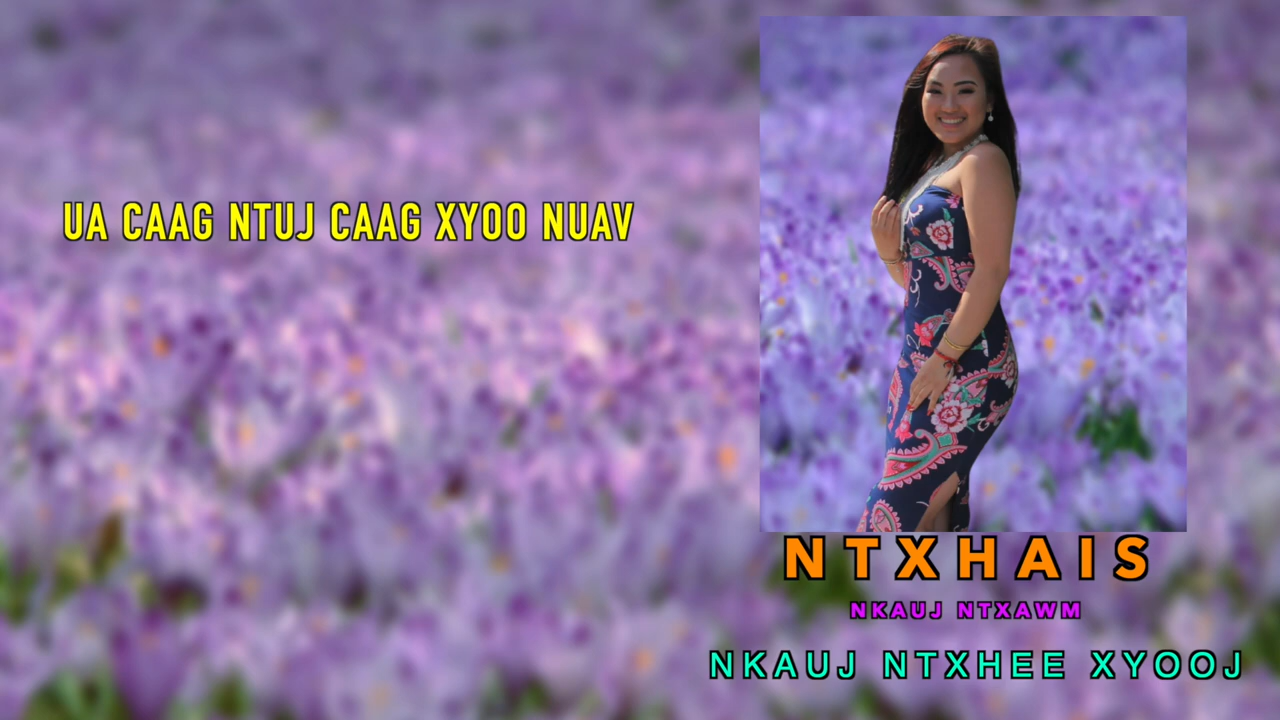 UA CAAG NTUJ CAAG XYOO NUAV
NTXHAIS
NKAUJ NTXAWM
NKAUJ NTXHEE XYOOJ